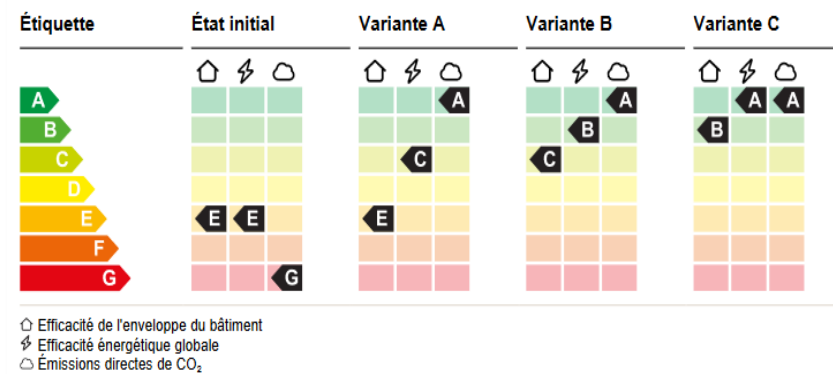 Étiquette État initial Variante A Variante B Variante C
A A A A A
B B B
C C C
D
E E E E
F
G G
Efficacité de l'enveloppe du bâtiment
Efficacité énergétique globale
Émissions directes de CO₂